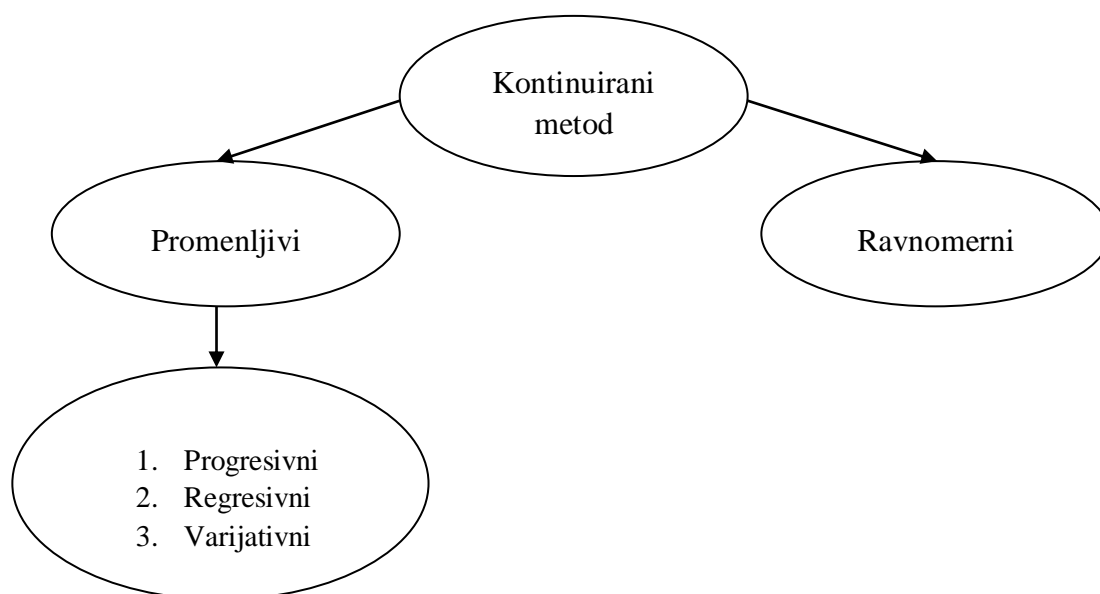 Kontinuirani
metod
Promenljivi
Ravnomerni
1. Progresivni
2. Regresivni
3. Varijativni